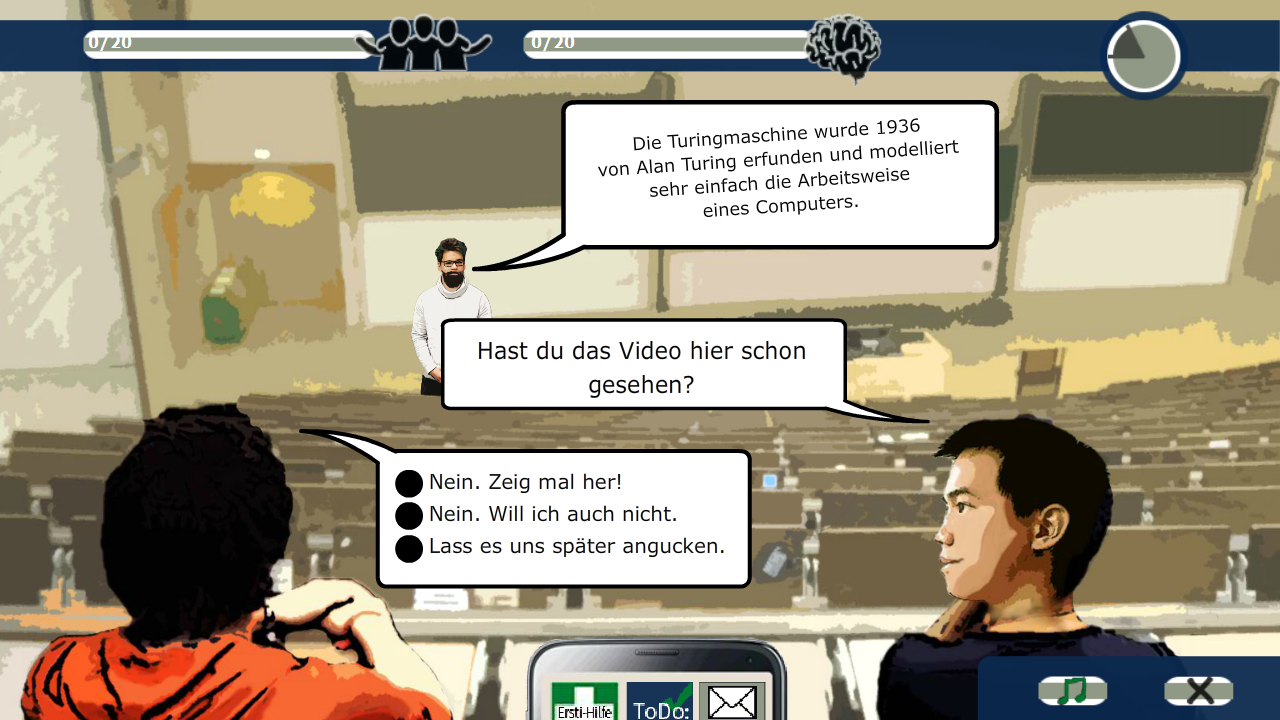 0/20
0/20
Die Turingmaschine wurde 1936
von Alan Turing erfunden und modelliert
sehr einfach die Arbeitsweise
eines Computers.
Hast du das Video hier schon
gesehen?
Nein. Zeig mal her!
Nein. Will ich auch nicht.
Lass es uns später angucken.
Ersti-Hilfe
ToDo: